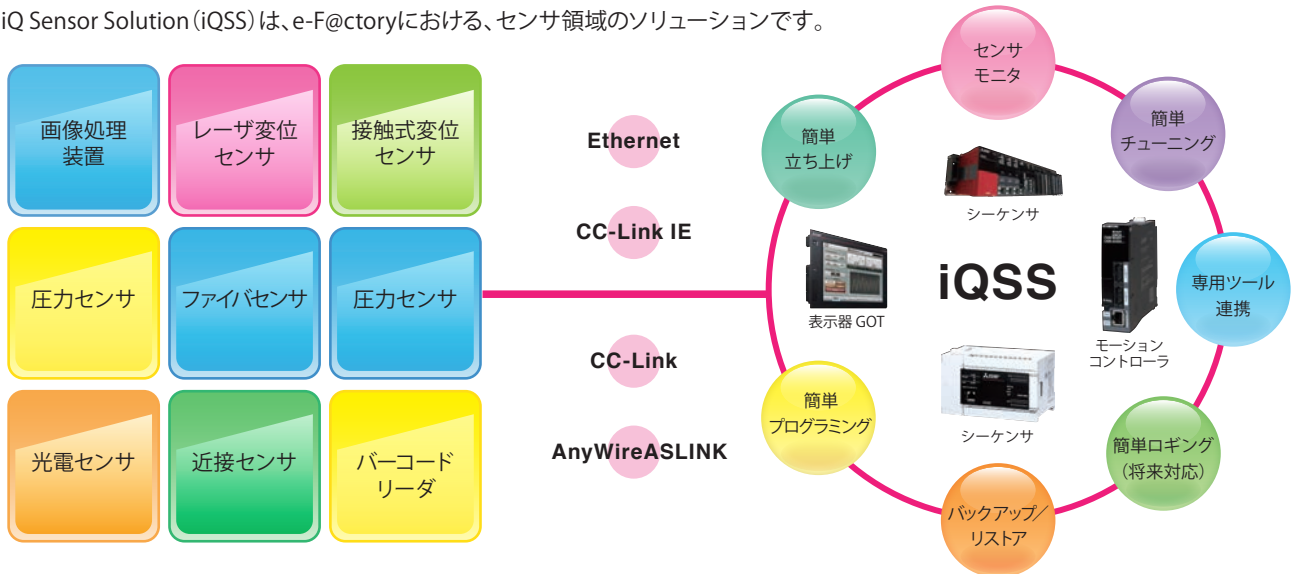 iQ Sensor Solution（iQSS）は、e-F@ctoryにおける、センサ領域のソリューションです。
画像処理
装置
レーザ変位
センサ
接触式変位
センサ
圧力センサ
ファイバセンサ
圧力センサ
光電センサ
近接センサ
バーコード
リーダ
Ethernet
CC-Link IE
CC-Link
AnyWireASLINK
センサ
モニタ
簡単
チューニング
簡単
立ち上げ
シーケンサ
iQSS
表示器 GOT
モーション
コントローラ
専用ツール
連携
簡単
プログラミング
シーケンサ
簡単ロギング
（将来対応）
バックアップ／
リストア